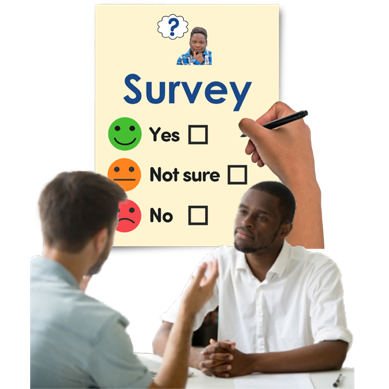 ?
Survey
Yes
Not sure
No